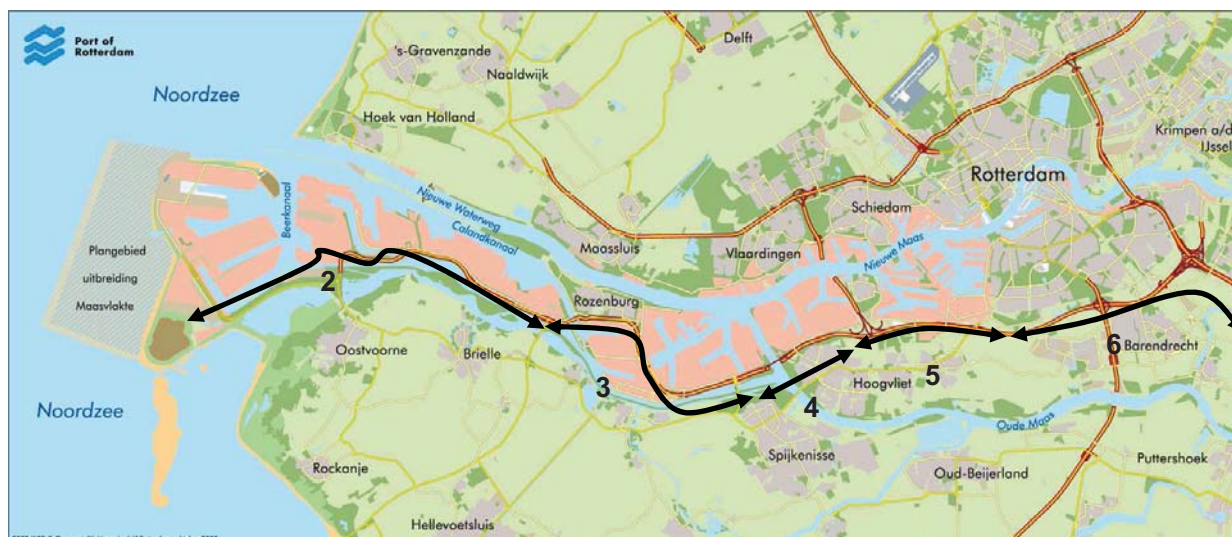 Port of
Rotterdam
Delft
's-Gravenzande
Naaldwijk
Noordzee
Hoek van Holland
Krimpen a/d
IJssel
Rotterdam
Beerkanaal
Nieuwe Waterweg
Calandkanaal
Schiedam
Maassluis
Vlaardingen
Nieuwe Maas
Plangebied
uitbreiding
Maasvlakte
2
Rozenburg
Oostvoorne
Brielle
3
4
Hoogvliet
5
6
Barendrecht
Noordzee
Oude Maas
Spijkenisse
Rockanje
Oud-Beijerland
Puttershoek
Hellevoetsluis